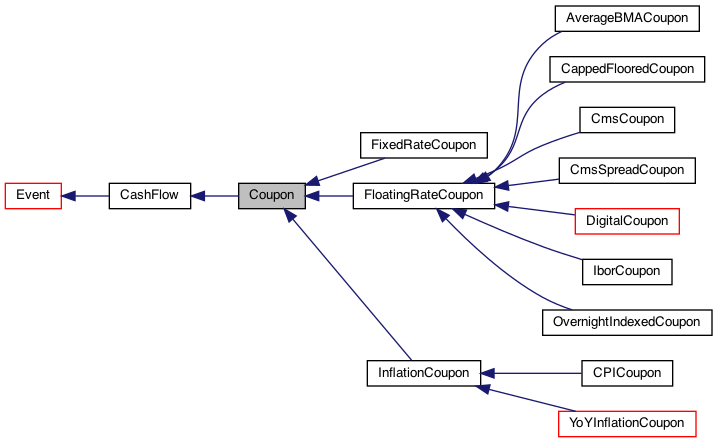 AverageBMACoupon
CappedFlooredCoupon
CmsCoupon
FixedRateCoupon
CmsSpreadCoupon
Event
CashFlow
Coupon
FloatingRateCoupon
DigitalCoupon
IborCoupon
OvernightIndexedCoupon
InflationCoupon
CPICoupon
YoYInflationCoupon